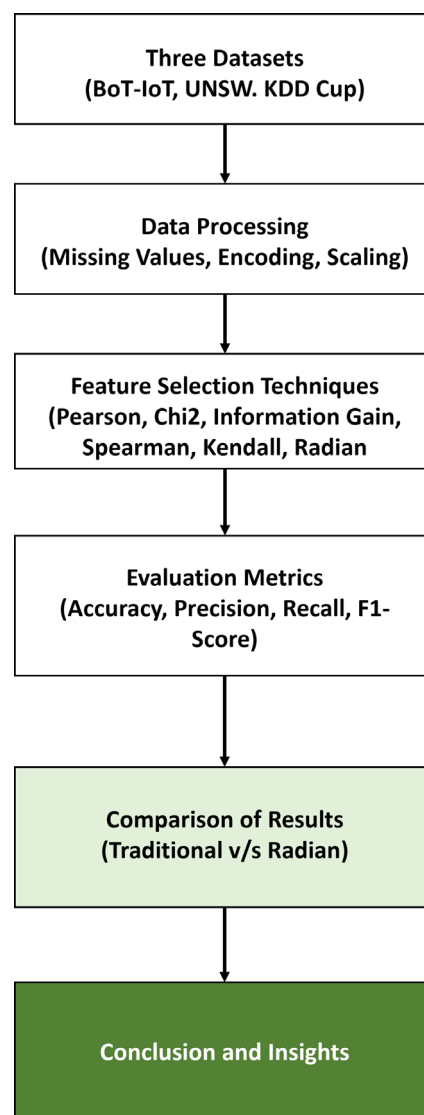 Three Datasets
(BoT-IoT, UNSW. KDD Cup)
Data Processing
(Missing Values, Encoding, Scaling)
Feature Selection Techniques
(Pearson, Chi2, Information Gain,
Spearman, Kendall, Radian
Evaluation Metrics
(Accuracy, Precision, Recall, F1-
Score)
Comparison of Results
(Traditional v/s Radian)
Conclusion and Insights